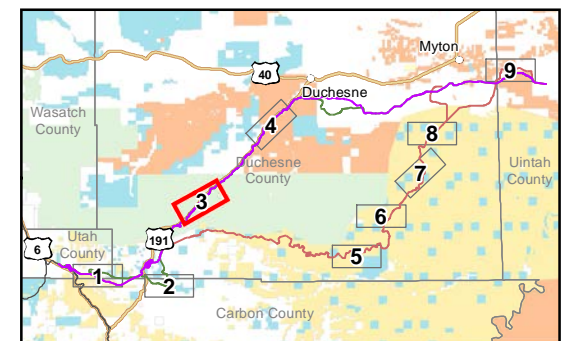 Myton
9
40
Duchesne
Wasatch
County
4
8
Duchesne
County
Uintah
County
7
3
6
191
Utah
County
6
5
1
2
Carbon County